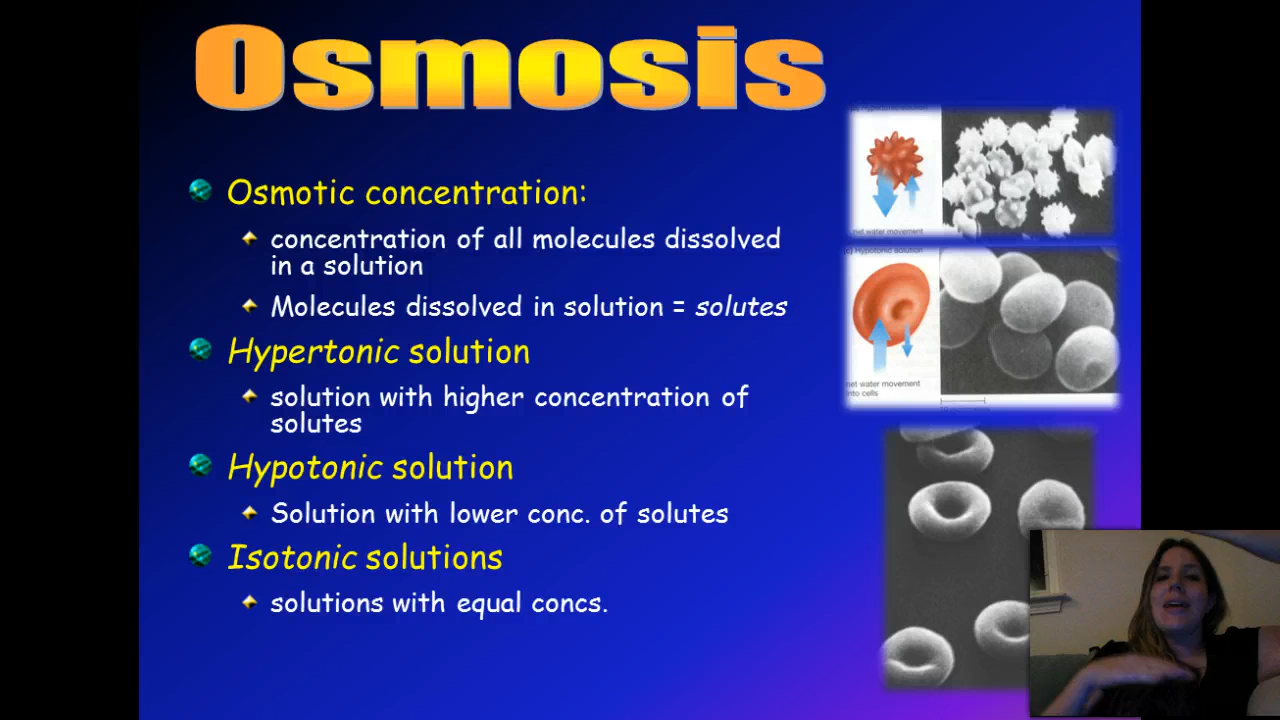 Osmosis
Osmotic concentration:
concentration of all molecules dissolved
in a solution
Molecules dissolved in solution = solutes
Hypertonic solution
solution with higher concentration of
solutes
Hypotonic solution
Solution with lower conc. of solutes
Isotonic solutions
solutions with equal concs.
net water movement
Hypotonic solution
net water movement
into cells